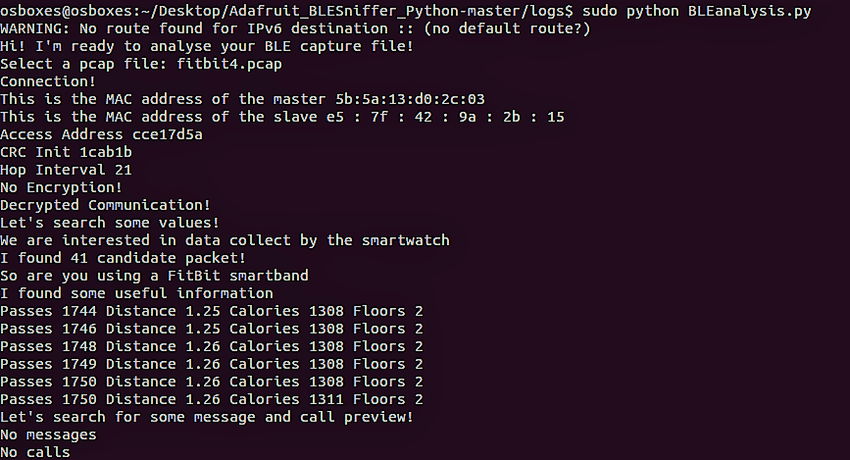 osboxes@osboxes:~/Desktop/Adafruit_BLESniffer_Python-master/logs$ sudo python BLEanalysis.py
WARNING: No route found for IPv6 destination :: (no default route?)
Hi! I'm ready to analyse your BLE capture file!
Select a pcap file: fitbit4.pcap
Connection!
This is the MAC address of the master 5b:5a:13:d0:2c:03
This is the MAC address of the slave e5 : 7f : 42 : 9a : 2b : 15
Access Address cce17d5a
CRC Init 1cab1b
Hop Interval 21
No Encryption!
Decrypted Communication!
Let's search some values!
We are interested in data collect by the smartwatch
I found 41 candidate packet!
So are you using a FitBit smartband
I found some useful information
Passes 1744 Distance 1.25 Calories 1308 Floors 2
Passes 1746 Distance 1.25 Calories 1308 Floors 2
Passes 1748 Distance 1.26 Calories 1308 Floors 2
Passes 1749 Distance 1.26 Calories 1308 Floors 2
Passes 1750 Distance 1.26 Calories 1308 Floors 2
Passes 1750 Distance 1.26 Calories 1311 Floors 2
Let's search for some message and call preview!
No messages
No calls